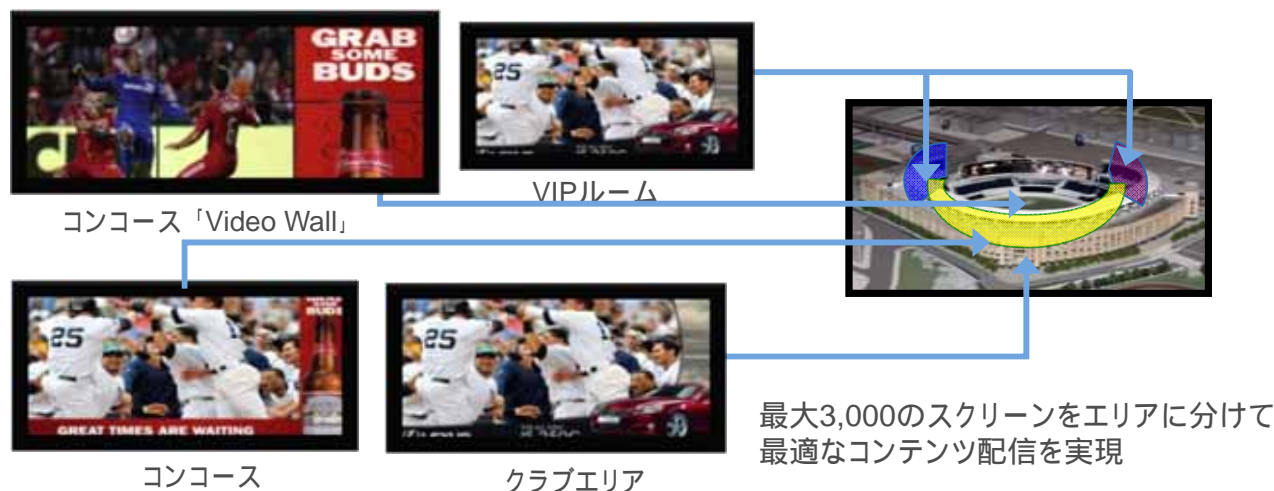 GRAB
SOME
BUDS
25
コンコース「Video Wall」
VIPルーム
25
GREAT TIMES ARE WAITING
コンコース
25
クラブエリア
最大3,000のスクリーンをエリアに分けて
最適なコンテンツ配信を実現